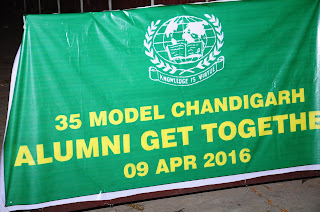 KNOWLEDGE IS VIRTUE
35 MODEL CHANDIGARH
ALUMNI GET TOGETHE
09 APR 2016